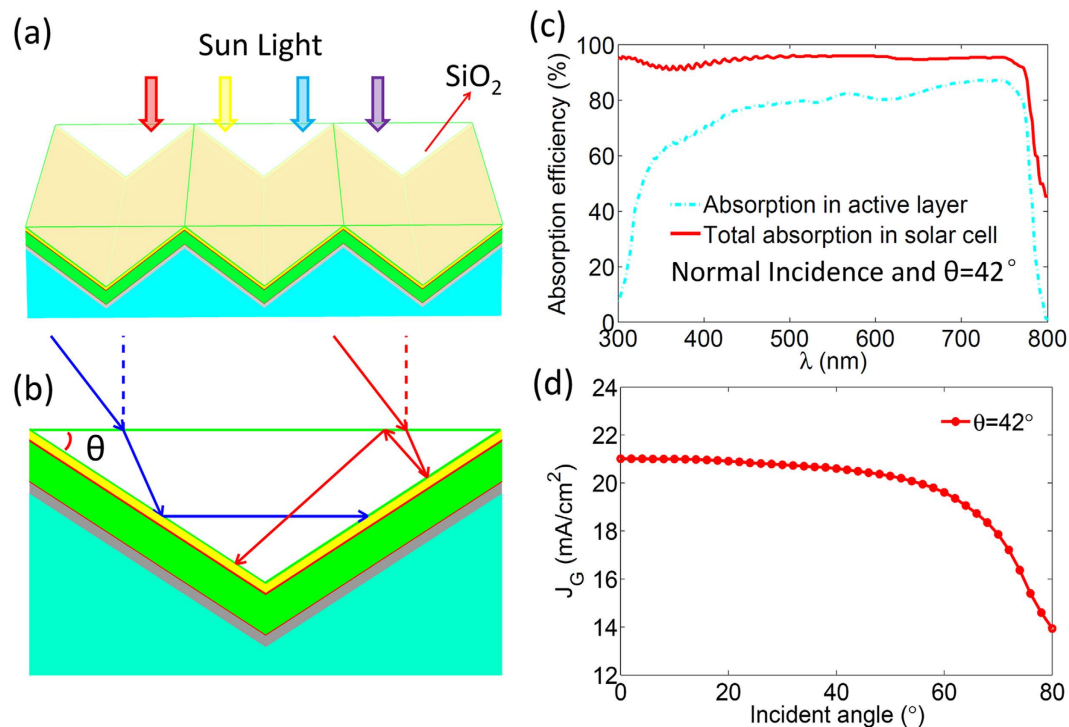 (a)
Sun Light
SiO₂
(b)
θ
(c)
Absorption efficiency (%)
100
80
60
40
20
0
Absorption in active layer
Total absorption in solar cell
Normal Incidence and θ=42°
300 400 500 600 700 800
λ (nm)
(d)
J_G (mA/cm²)
24
22
20
18
16
14
12
θ=42°
0 20 40 60 80
Incident angle (°)